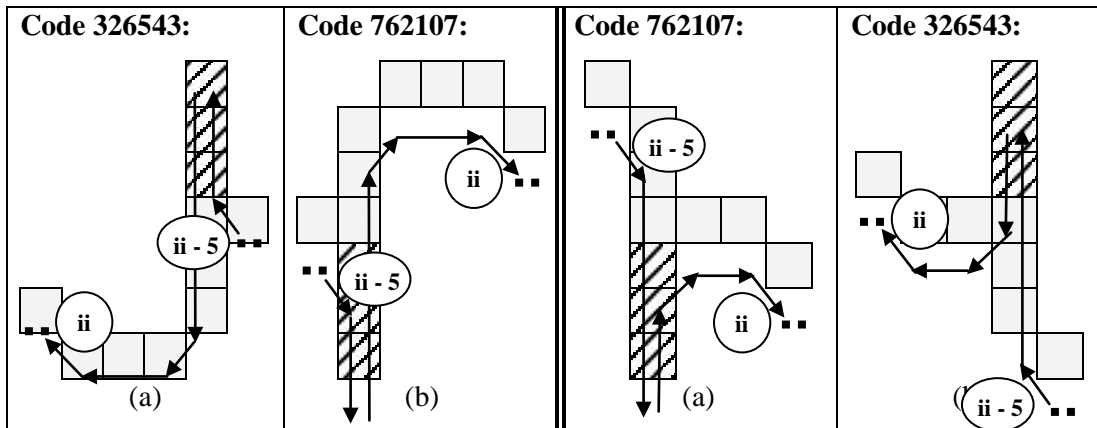 Code 326543:
Code 762107:
Code 762107:
Code 326543:
ii - 5
ii
ii
ii - 5
ii - 5
ii
ii
ii - 5
(a)
(b)
(a)
(